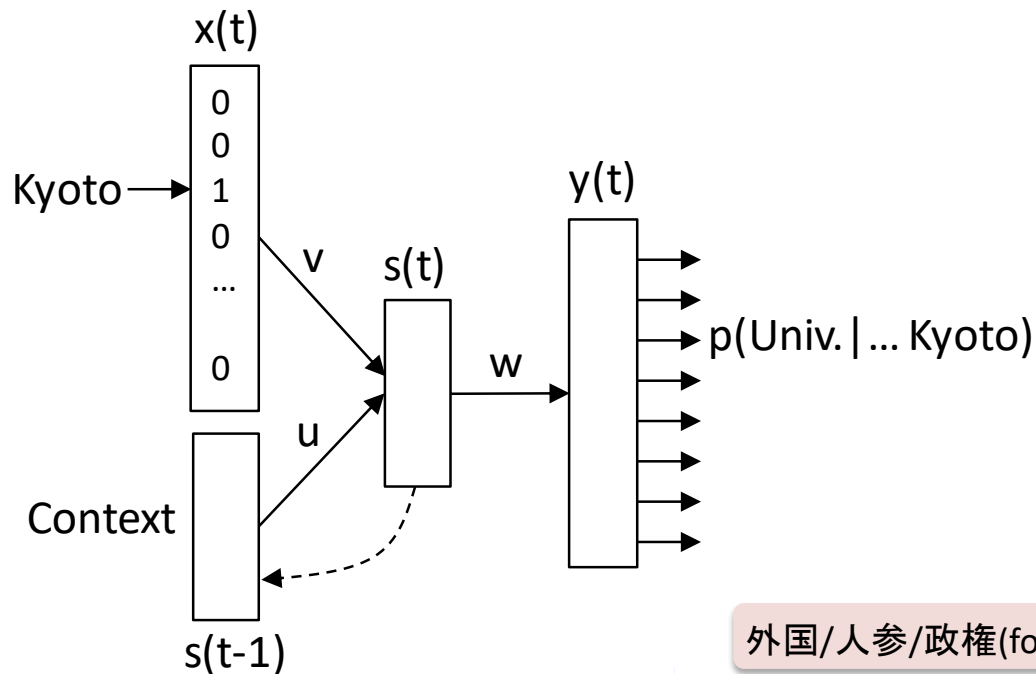 x(t)
0
0
Kyoto
1
0
...
0
v
y(t)
s(t)
w
p(Univ.|... Kyoto)
u
Context
s(t-1)
外国/人参/政権(fo